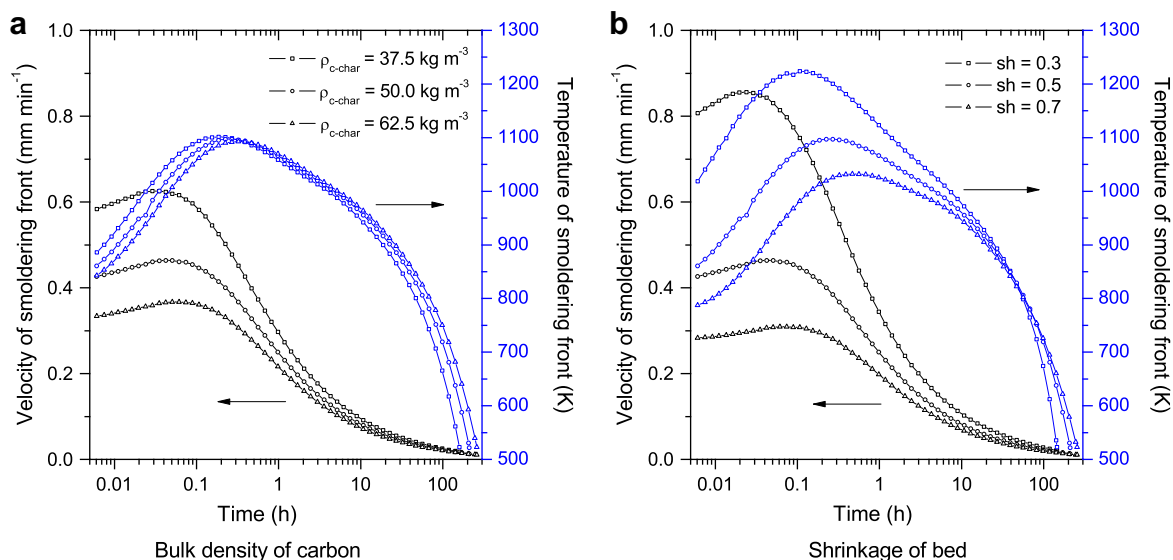 a
ρc-char = 37.5 kg m-3
ρc-char = 50.0 kg m-3
ρc-char = 62.5 kg m-3
Velocity of smoldering front (mm min-1)
1.0
0.8
0.6
0.4
0.2
0.0
0.01
0.1
1
10
100
Time (h)
1300
1200
1100
1000
900
800
700
600
500
Temperature of smoldering front (K)
Bulk density of carbon
b
sh = 0.3
sh = 0.5
sh = 0.7
Velocity of smoldering front (mm min-1)
1.0
0.8
0.6
0.4
0.2
0.0
0.01
0.1
1
10
100
Time (h)
1300
1200
1100
1000
900
800
700
600
500
Temperature of smoldering front (K)
Shrinkage of bed